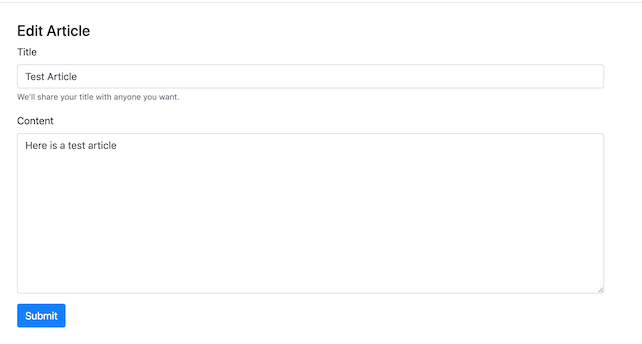 Edit Article
Title
Test Article
We'll share your title with anyone you want.
Content
Here is a test article
Submit